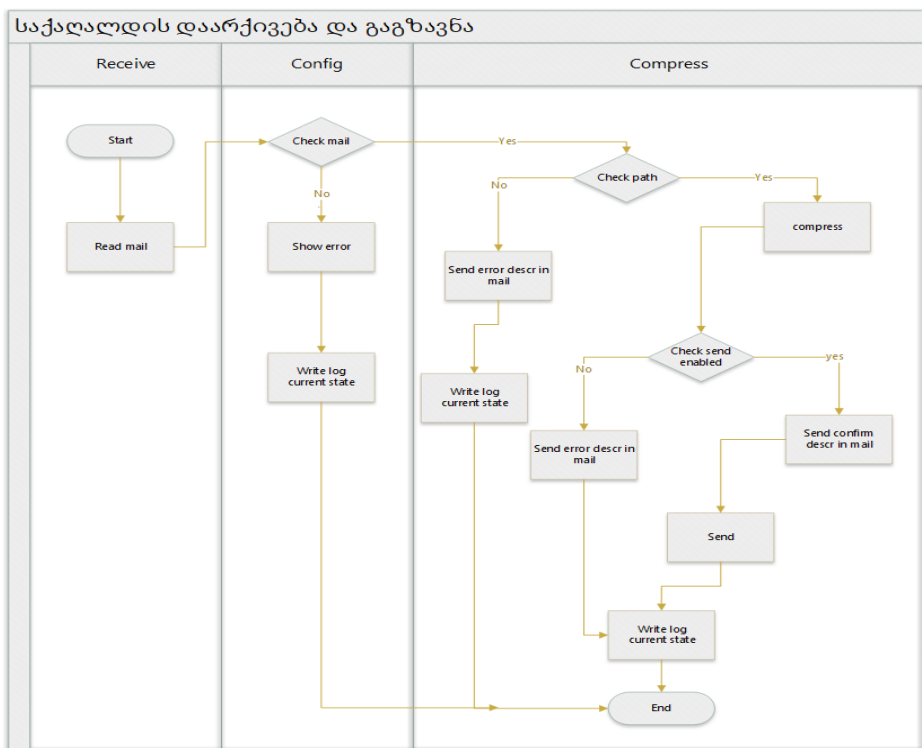 საქაღალდის დაარქივება და გაგზავნა
Receive
Config
Compress
Start
Check mail
Yes
Check path
No
Yes
No
Read mail
Show error
compress
Send error descr in
mail
Check send
enabled
yes
No
Write log
current state
Write log
current state
Send confirm
descr in mail
Send error descr in
mail
Send
Write log
current state
End